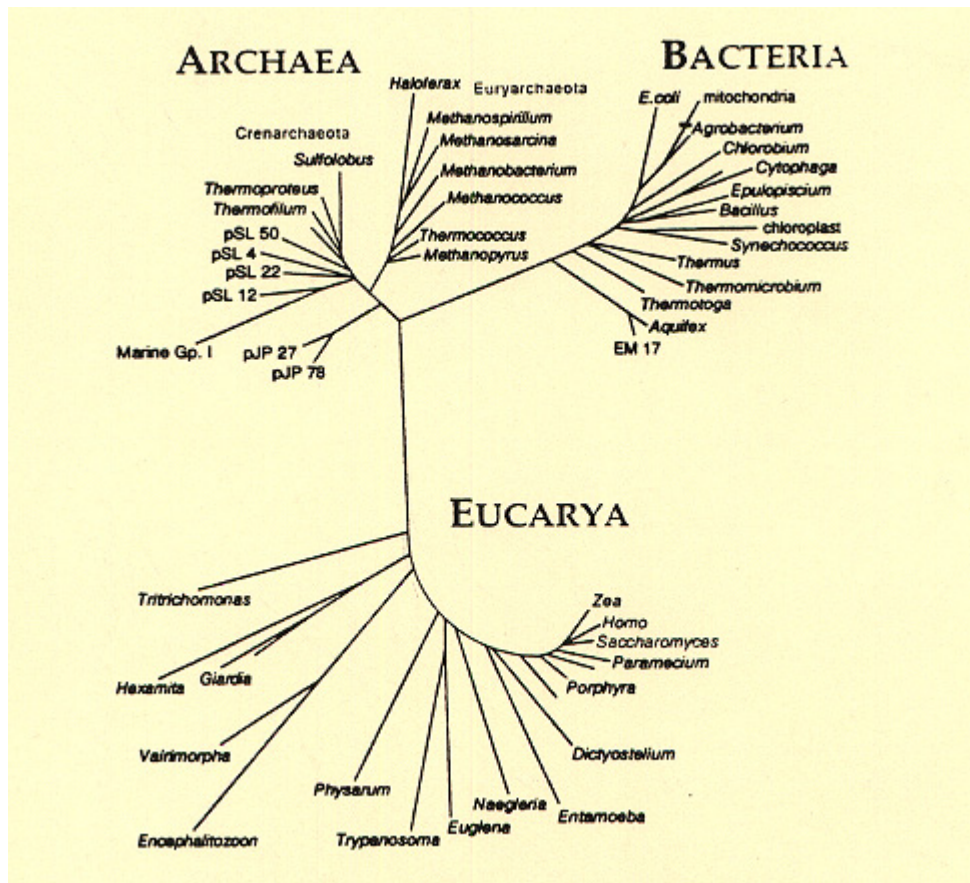 ARCHAEA
BACTERIA
Haloferax
Euryarchaeota
Methanospirillum
Methanosarcina
Methanobacterium
Methanococcus
Thermococcus
Methanopyrus
Crenarchaeota
Sulfolobus
Thermoproteus
Thermofilum
pSL 50
pSL 4
pSL 22
pSL 12
Marine Gp. I
pJP 27
pJP 78
E.coli
mitochondria
Agrobacterium
Chlorobium
Cytophaga
Epulopiscium
Bacillus
chloroplast
Synechococcus
Thermus
Thermomicrobium
Thermotoga
Aquifex
EM 17
EUCARYA
Tritrichomonas
Hexamita
Giardia
Vairimorpha
Encephalitozoon
Physarum
Trypanosoma
Euglena
Naegleria
Entamoeba
Dictyostelium
Porphyra
Paramecium
Saccharomyces
Homo
Zea